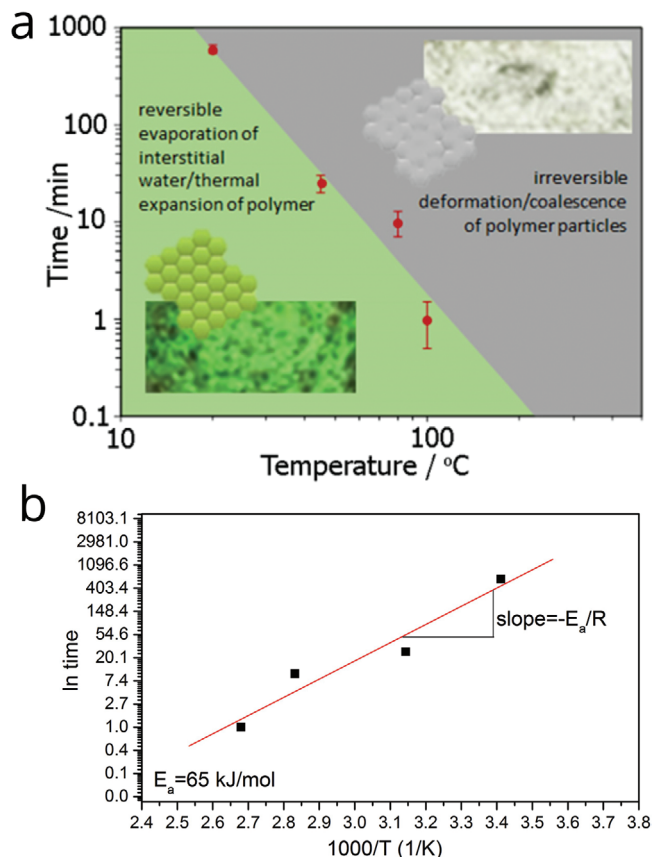 a
1000
100
10
1
0.1
Time /min
reversible
evaporation of
interstitial
water/thermal
expansion of polymer
irreversible
deformation/coalescence
of polymer particles
10
100
Temperature / °C
b
8103.1
2981.0
1096.6
403.4
148.4
54.6
20.1
7.4
2.7
1.0
0.4
0.1
0.0
ln time
slope=-Eₐ/R
Eₐ=65 kJ/mol
2.4 2.5 2.6 2.7 2.8 2.9 3.0 3.1 3.2 3.3 3.4 3.5 3.6 3.7 3.8
1000/T (1/K)